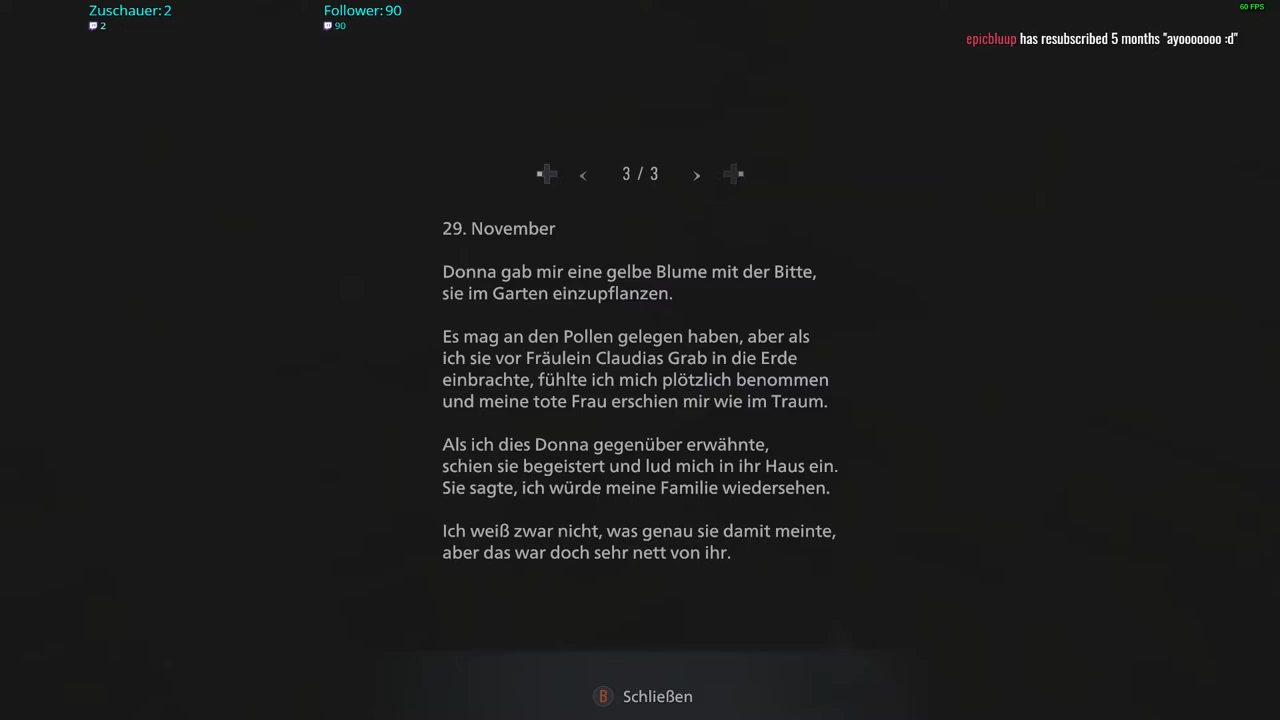 Zuschauer: 2
2
Follower: 90
90
60 FPS
epicbluup has resubscribed 5 months "ayooooooo :d"
3 / 3
29. November
Donna gab mir eine gelbe Blume mit der Bitte,
sie im Garten einzupflanzen.
Es mag an den Pollen gelegen haben, aber als
ich sie vor Fräulein Claudias Grab in die Erde
einbrachte, fühlte ich mich plötzlich benommen
und meine tote Frau erschien mir wie im Traum.
Als ich dies Donna gegenüber erwähnte,
schien sie begeistert und lud mich in ihr Haus ein.
Sie sagte, ich würde meine Familie wiedersehen.
Ich weiß zwar nicht, was genau sie damit meinte,
aber das war doch sehr nett von ihr.
B Schließen